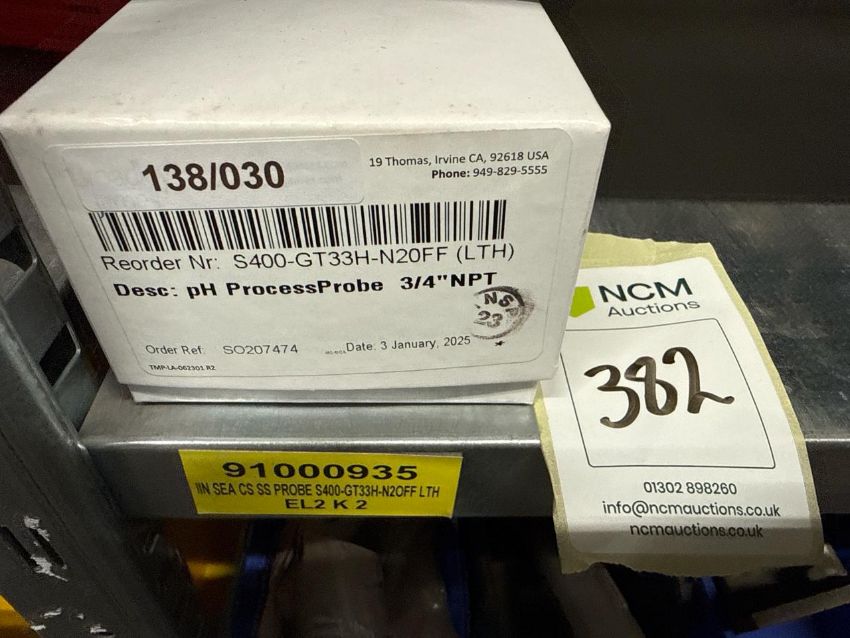 138/030
19 Thomas, Irvine CA, 92618 USA
Phone: 949-829-5555
Reorder Nr: S400-GT33H-N20FF (LTH)
Desc: pH ProcessProbe 3/4"NPT
Order Ref: SO207474
Date: 3 January, 2025
TMP-LA-062301 R2
23
NCM
Auctions
382
01302 898260
info@ncmauctions.co.uk
ncmauctions.co.uk
91000935
IIN SEA CS SS PROBE S400-GT33H-N2OFF LTH
EL2 K 2